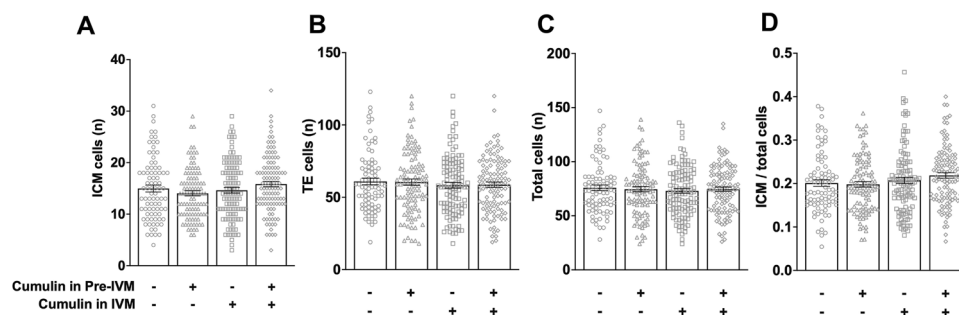 A
B
C
D
ICM cells (n)
40
30
20
10
0
TE cells (n)
150
100
50
0
Total cells (n)
200
150
100
50
0
ICM / total cells
0.5
0.4
0.3
0.2
0.1
0.0
Cumulin in Pre-IVM - + - + - + - + - + - + - + - +
Cumulin in IVM - - + + - - + + - - + + - - + +